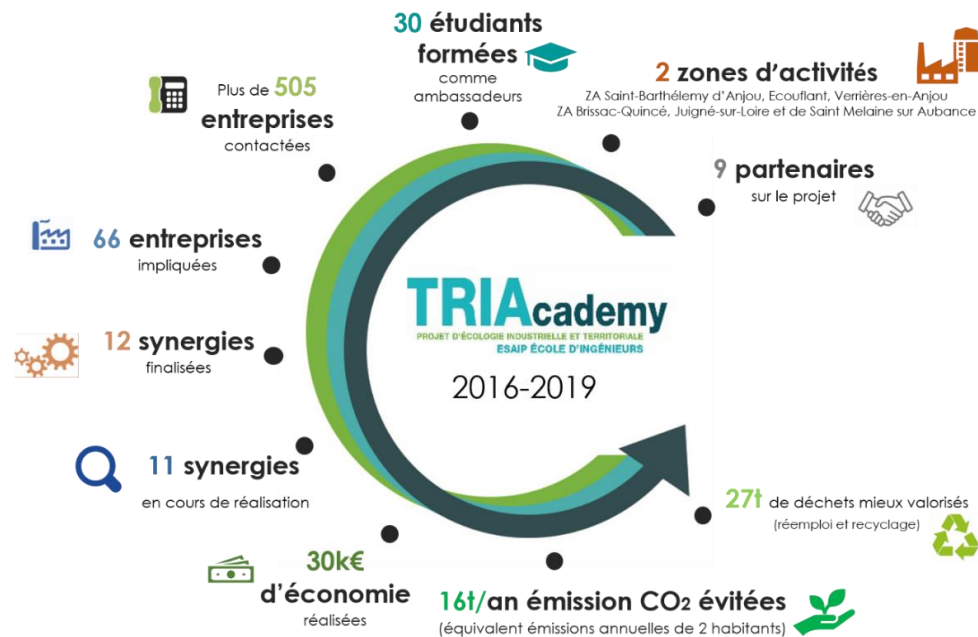 30 étudiants
formées
comme
ambassadeurs
2 zones d'activités
ZA Saint-Barthélemy d'Anjou, Ecouflant, Verrières-en-Anjou
ZA Brissac-Quincé, Juigné-sur-Loire et de Saint Melaine sur Aubance
Plus de 505
entreprises
contactées
9 partenaires
sur le projet
66 entreprises
impliquées
TRIAcademy
PROJET D'ÉCOLOGIE INDUSTRIELLE ET TERRITORIALE
ESAIP ÉCOLE D'INGÉNIEURS
2016-2019
12 synergies
finalisées
11 synergies
en cours de réalisation
27t de déchets mieux valorisés
(réemploi et recyclage)
30k€
d'économie
réalisées
16t/an émission CO2 évitées
(équivalent émissions annuelles de 2 habitants)